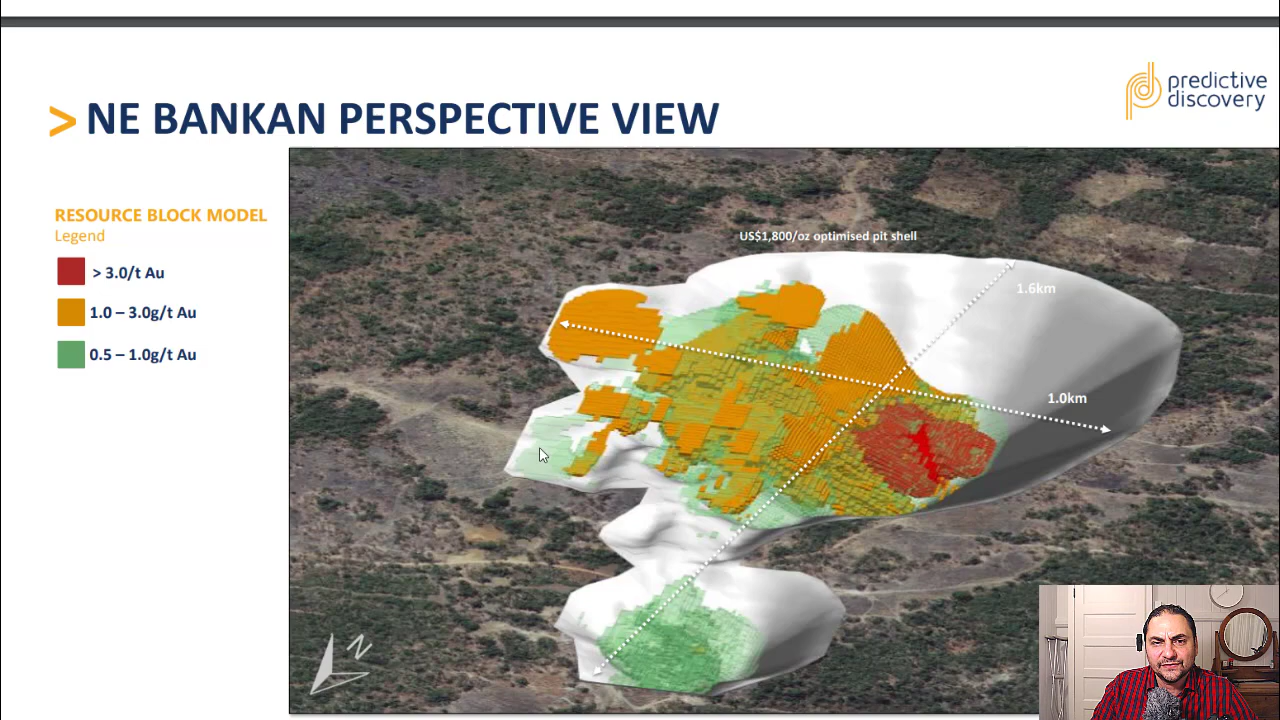 predictive
discovery
> NE BANKAN PERSPECTIVE VIEW
RESOURCE BLOCK MODEL
Legend
> 3.0/t Au
1.0 – 3.0g/t Au
0.5 – 1.0g/t Au
US$1,800/oz optimised pit shell
1.6km
1.0km
N